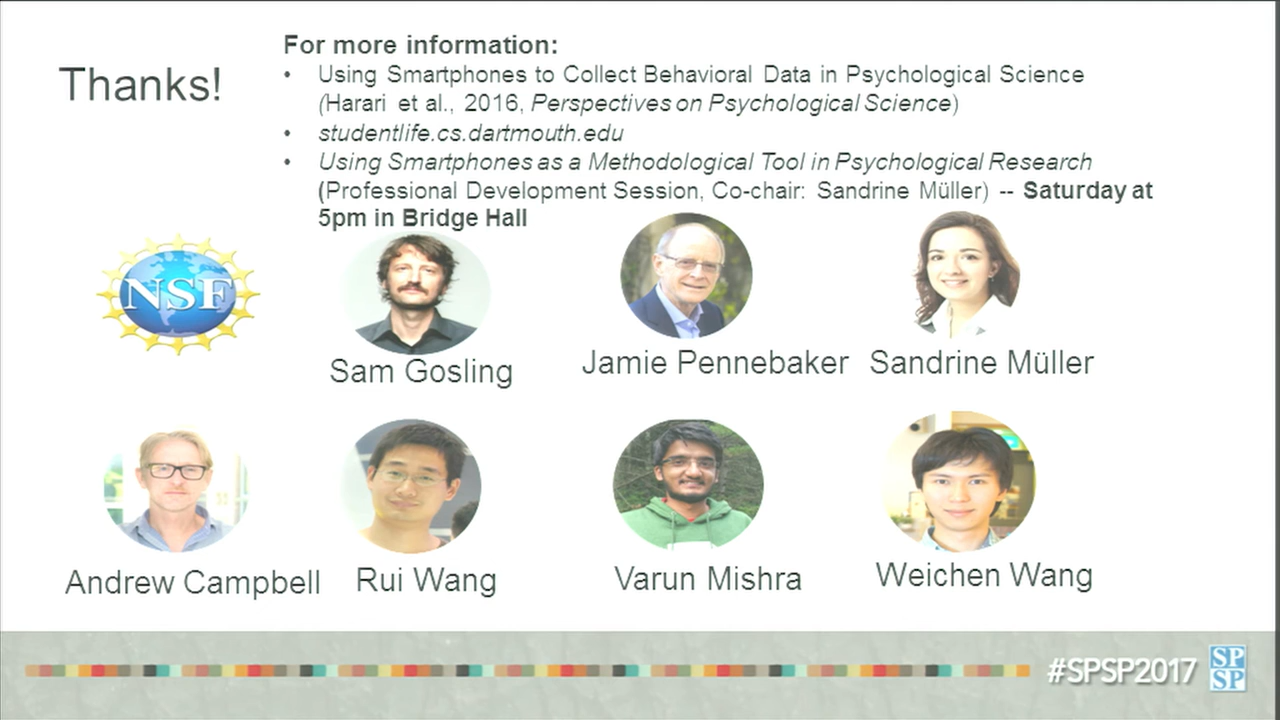 Thanks!
For more information:
• Using Smartphones to Collect Behavioral Data in Psychological Science
(Harari et al., 2016, Perspectives on Psychological Science)
• studentlife.cs.dartmouth.edu
• Using Smartphones as a Methodological Tool in Psychological Research
(Professional Development Session, Co-chair: Sandrine Müller) -- Saturday at
5pm in Bridge Hall
NSF
Sam Gosling
Jamie Pennebaker
Sandrine Müller
Andrew Campbell
Rui Wang
Varun Mishra
Weichen Wang
#SPSP2017
SP
SP